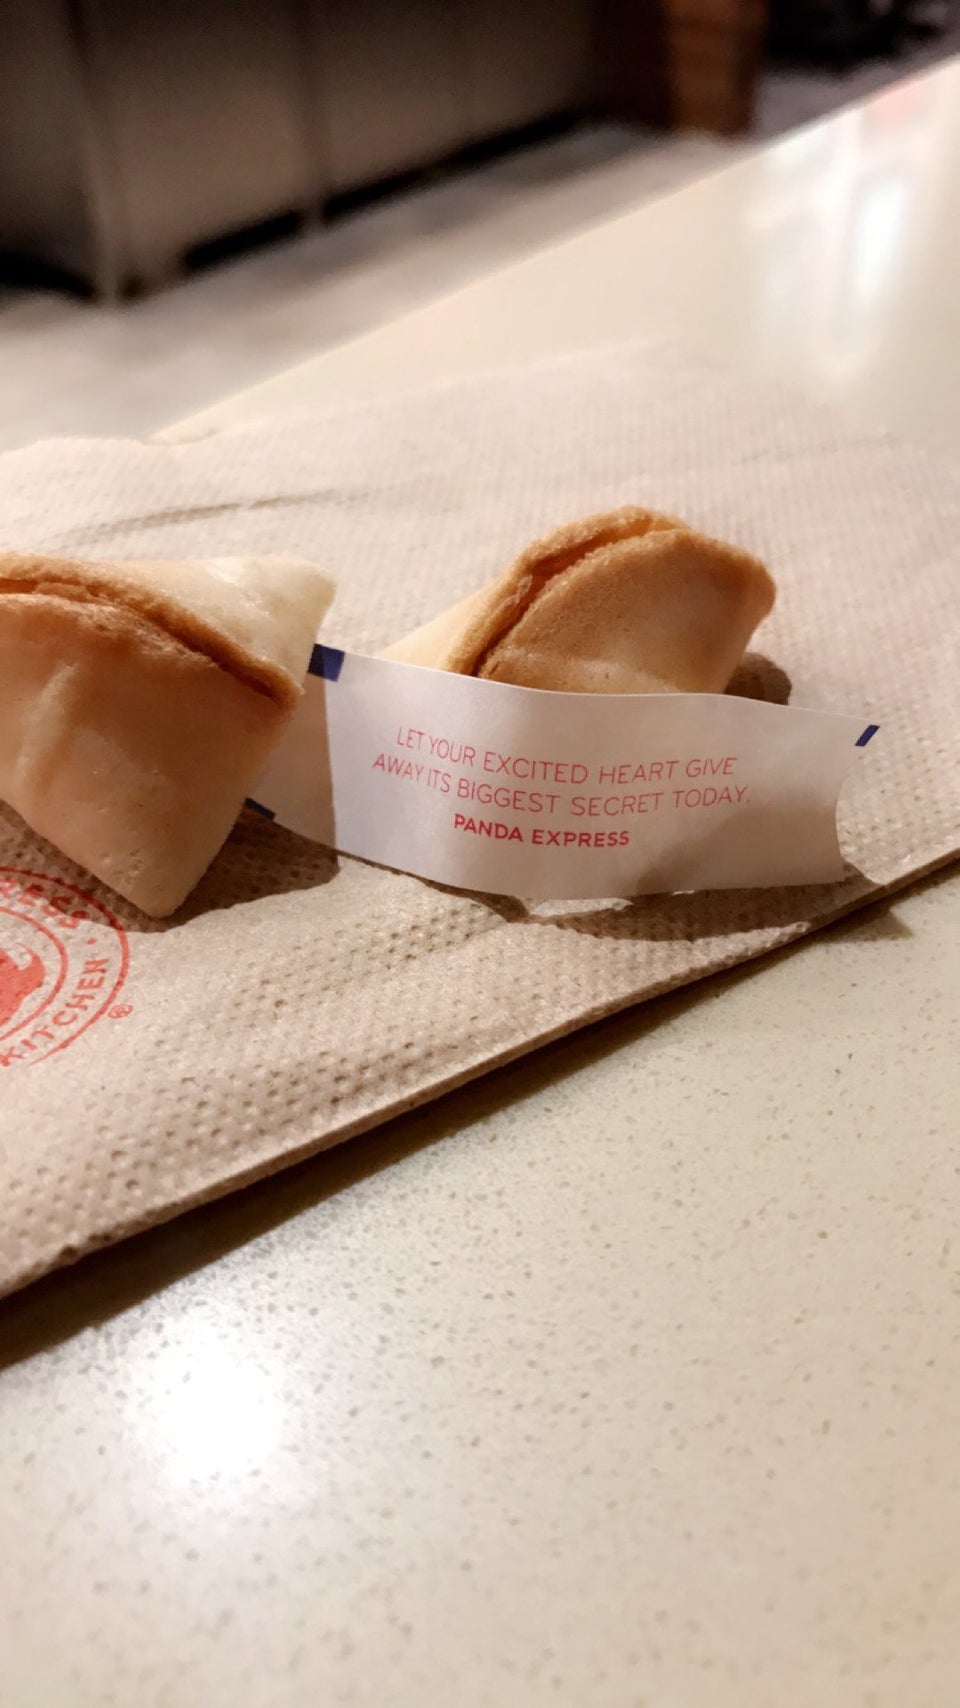 LET YOUR EXCITED HEART GIVE
AWAY ITS BIGGEST SECRET TODAY.
PANDA EXPRESS
KITCHEN · ®